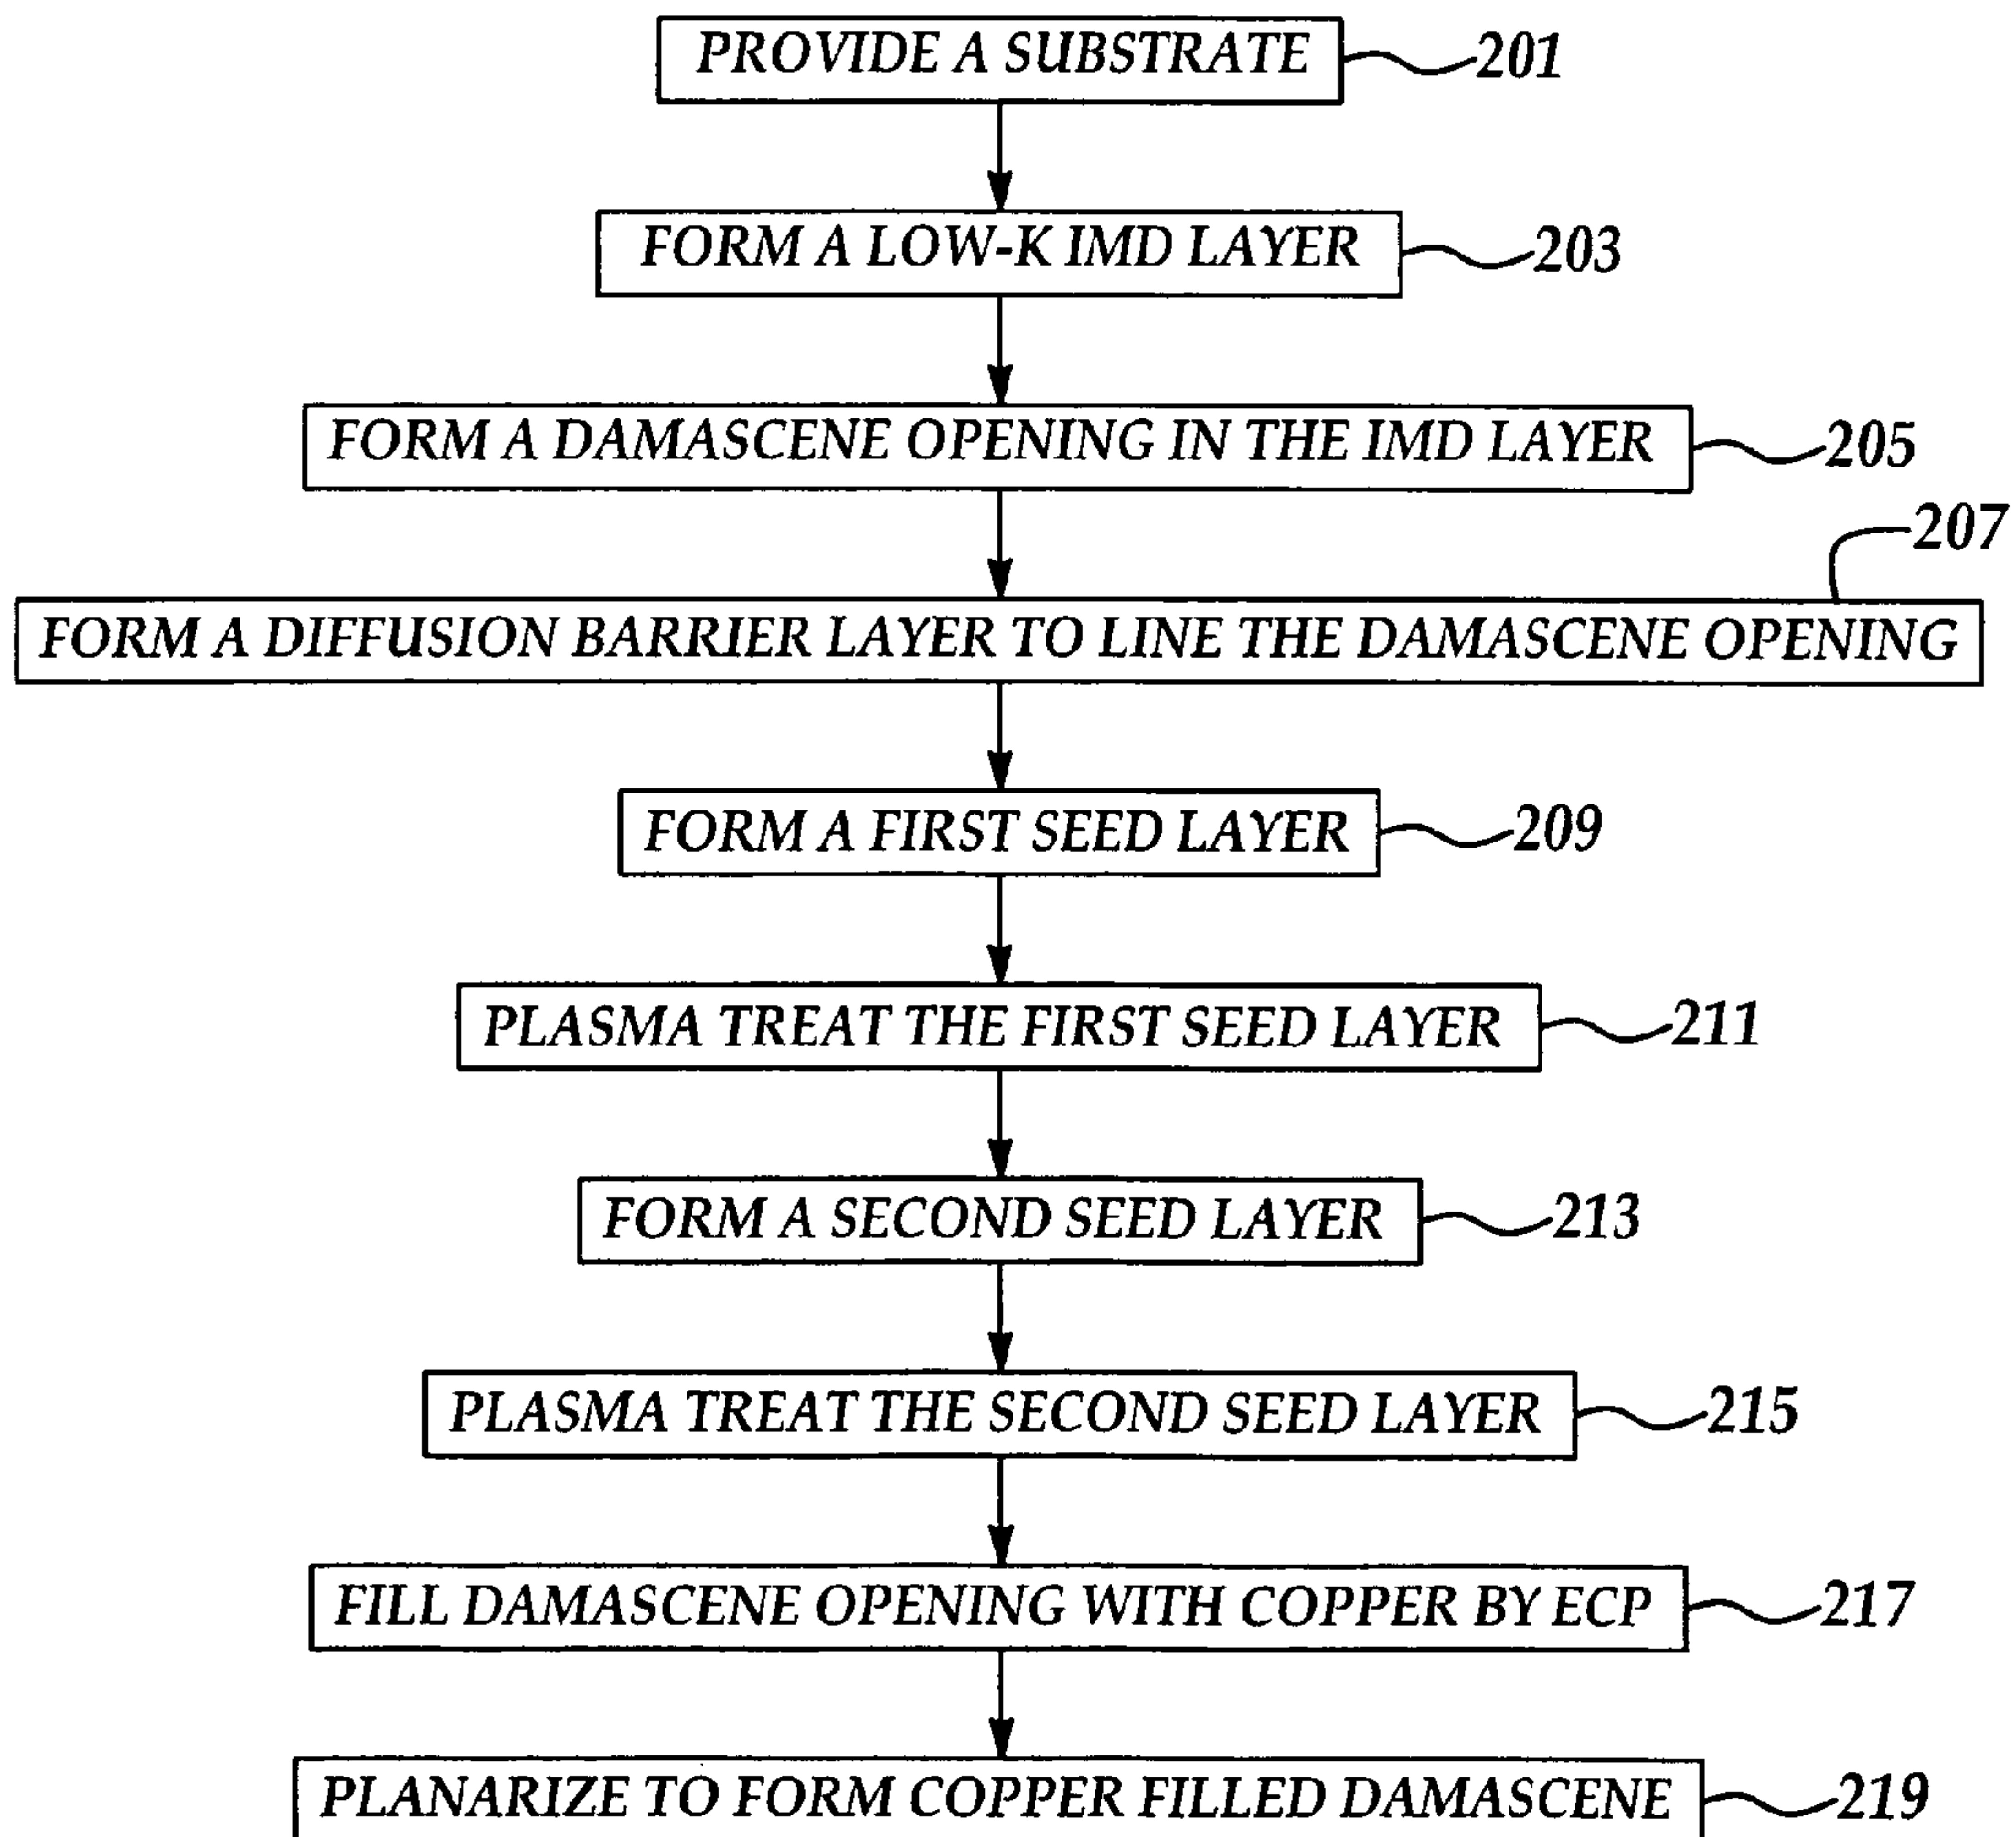 PROVIDE A SUBSTRATE 201
FORM A LOW-K IMD LAYER 203
FORM A DAMASCENE OPENING IN THE IMD LAYER 205
207
FORM A DIFFUSION BARRIER LAYER TO LINE THE DAMASCENE OPENING
FORM A FIRST SEED LAYER 209
PLASMA TREAT THE FIRST SEED LAYER 211
FORM A SECOND SEED LAYER 213
PLASMA TREAT THE SECOND SEED LAYER 215
FILL DAMASCENE OPENING WITH COPPER BY ECP 217
PLANARIZE TO FORM COPPER FILLED DAMASCENE 219